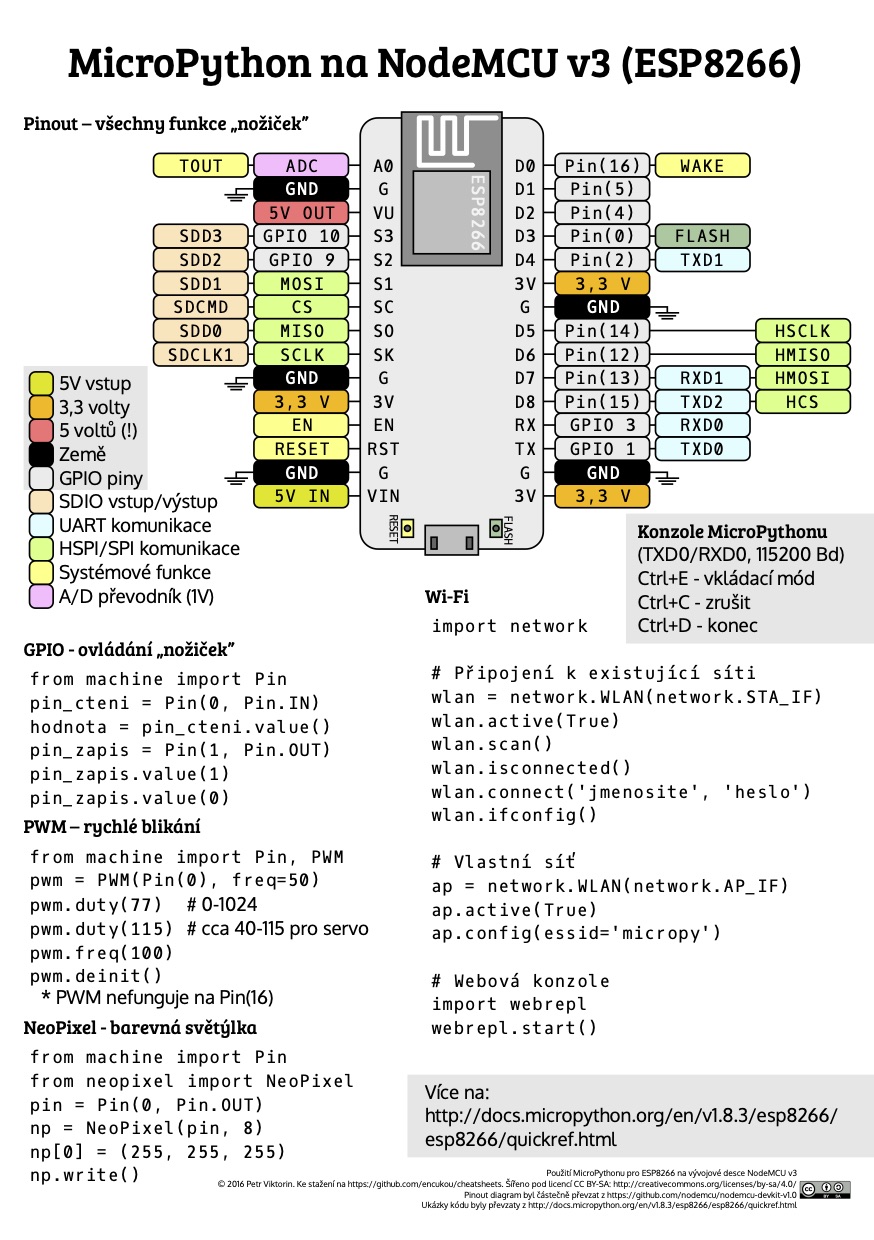 MicroPython na NodeMCU v3 (ESP8266)
Pinout – všechny funkce „nožiček”
ESP8266
TOUT ADC A0 D0 Pin(16) WAKE
GND G D1 Pin(5)
5V OUT VU D2 Pin(4)
SDD3 GPIO 10 S3 D3 Pin(0) FLASH
SDD2 GPIO 9 S2 D4 Pin(2) TXD1
SDD1 MOSI S1 3V 3,3 V
SDCMD CS SC G GND
SDD0 MISO SO D5 Pin(14) HSCLK
SDCLK1 SCLK SK D6 Pin(12) HMISO
GND G D7 Pin(13) RXD1 HMOSI
3,3 V 3V D8 Pin(15) TXD2 HCS
EN EN RX GPIO 3 RXD0
RESET RST TX GPIO 1 TXD0
GND G G GND
5V IN VIN 3V 3,3 V
RESET FLASH
5V vstup
3,3 volty
5 voltů (!)
Země
GPIO piny
SDIO vstup/výstup
UART komunikace
HSPI/SPI komunikace
Systémové funkce
A/D převodník (1V)
Konzole MicroPythonu
(TXD0/RXD0, 115200 Bd)
Ctrl+E - vkládací mód
Ctrl+C - zrušit
Ctrl+D - konec
GPIO - ovládání „nožiček”
from machine import Pin
pin_cteni = Pin(0, Pin.IN)
hodnota = pin_cteni.value()
pin_zapis = Pin(1, Pin.OUT)
pin_zapis.value(1)
pin_zapis.value(0)
PWM – rychlé blikání
from machine import Pin, PWM
pwm = PWM(Pin(0), freq=50)
pwm.duty(77) # 0-1024
pwm.duty(115) # cca 40-115 pro servo
pwm.freq(100)
pwm.deinit()
* PWM nefunguje na Pin(16)
NeoPixel - barevná světýlka
from machine import Pin
from neopixel import NeoPixel
pin = Pin(0, Pin.OUT)
np = NeoPixel(pin, 8)
np[0] = (255, 255, 255)
np.write()
Wi-Fi
import network
# Připojení k existující síti
wlan = network.WLAN(network.STA_IF)
wlan.active(True)
wlan.scan()
wlan.isconnected()
wlan.connect('jmenosite', 'heslo')
wlan.ifconfig()
# Vlastní síť
ap = network.WLAN(network.AP_IF)
ap.active(True)
ap.config(essid='micropy')
# Webová konzole
import webrepl
webrepl.start()
Více na:
http://docs.micropython.org/en/v1.8.3/esp8266/
esp8266/quickref.html
Použití MicroPythonu pro ESP8266 na vývojové desce NodeMCU v3
© 2016 Petr Viktorin. Ke stažení na https://github.com/encukou/cheatsheets. Šířeno pod licencí CC BY-SA: http://creativecommons.org/licenses/by-sa/4.0/
Pinout diagram byl částečně převzat z https://github.com/nodemcu/nodemcu-devkit-v1.0
Ukázky kódu byly převzaty z http://docs.micropython.org/en/v1.8.3/esp8266/esp8266/quickref.html
CC BY SA